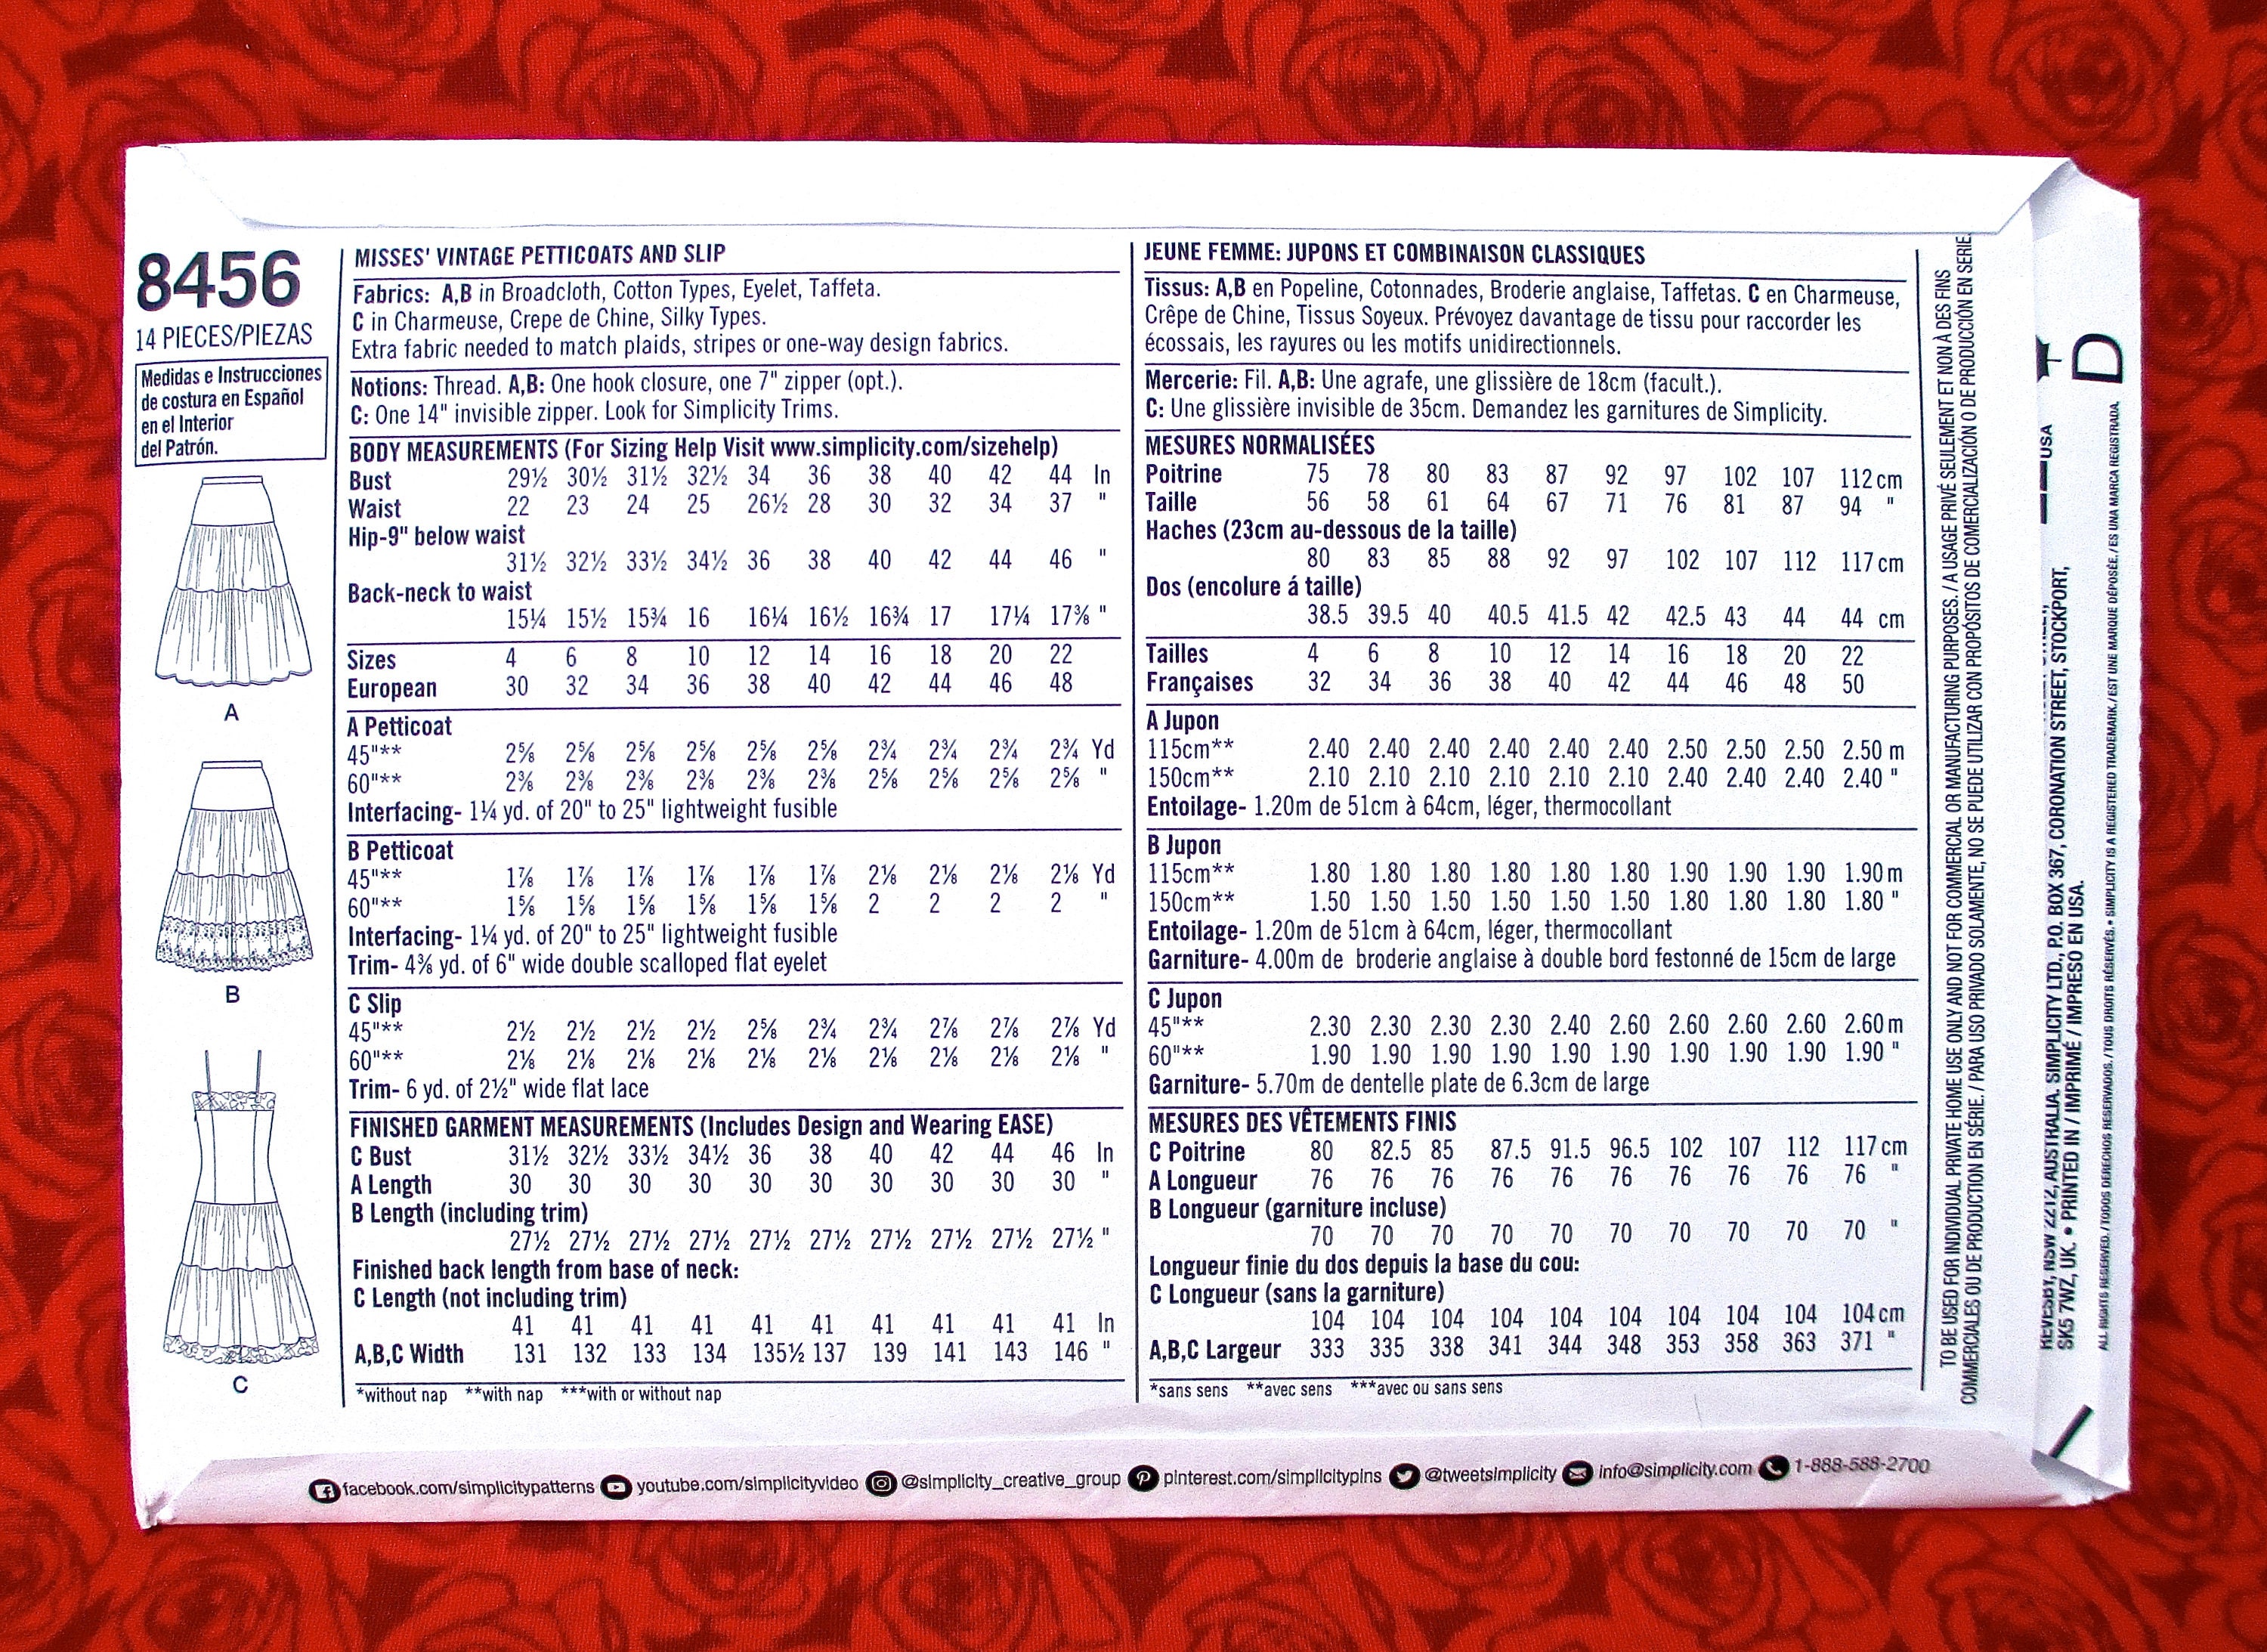 8456
14 PIECES/PIEZAS
Medidas e Instrucciones
de costura en Español
en el Interior
del Patrón.
A
B
C
MISSES' VINTAGE PETTICOATS AND SLIP
Fabrics: A,B in Broadcloth, Cotton Types, Eyelet, Taffeta.
C in Charmeuse, Crepe de Chine, Silky Types.
Extra fabric needed to match plaids, stripes or one-way design fabrics.
Notions: Thread. A,B: One hook closure, one 7" zipper (opt.).
C: One 14" invisible zipper. Look for Simplicity Trims.
BODY MEASUREMENTS (For Sizing Help Visit www.simplicity.com/sizehelp)
Bust 29½ 30½ 31½ 32½ 34 36 38 40 42 44 In
Waist 22 23 24 25 26½ 28 30 32 34 37 "
Hip-9" below waist
31½ 32½ 33½ 34½ 36 38 40 42 44 46 "
Back-neck to waist
15¼ 15½ 15¾ 16 16¼ 16½ 16¾ 17 17¼ 17⅜ "
Sizes 4 6 8 10 12 14 16 18 20 22
European 30 32 34 36 38 40 42 44 46 48
A Petticoat
45"** 2⅝ 2⅝ 2⅝ 2⅝ 2⅝ 2⅝ 2¾ 2¾ 2¾ 2¾ Yd
60"** 2⅜ 2⅜ 2⅜ 2⅜ 2⅜ 2⅜ 2⅝ 2⅝ 2⅝ 2⅝ "
Interfacing- 1¼ yd. of 20" to 25" lightweight fusible
B Petticoat
45"** 1⅞ 1⅞ 1⅞ 1⅞ 1⅞ 1⅞ 2⅛ 2⅛ 2⅛ 2⅛ Yd
60"** 1⅝ 1⅝ 1⅝ 1⅝ 1⅝ 1⅝ 2 2 2 2 "
Interfacing- 1¼ yd. of 20" to 25" lightweight fusible
Trim- 4⅜ yd. of 6" wide double scalloped flat eyelet
C Slip
45"** 2½ 2½ 2½ 2½ 2⅝ 2¾ 2¾ 2⅞ 2⅞ 2⅞ Yd
60"** 2⅛ 2⅛ 2⅛ 2⅛ 2⅛ 2⅛ 2⅛ 2⅛ 2⅛ 2⅛ "
Trim- 6 yd. of 2½" wide flat lace
FINISHED GARMENT MEASUREMENTS (Includes Design and Wearing EASE)
C Bust 31½ 32½ 33½ 34½ 36 38 40 42 44 46 In
A Length 30 30 30 30 30 30 30 30 30 30 "
B Length (including trim)
27½ 27½ 27½ 27½ 27½ 27½ 27½ 27½ 27½ 27½ "
Finished back length from base of neck:
C Length (not including trim)
41 41 41 41 41 41 41 41 41 41 In
A,B,C Width 131 132 133 134 135½ 137 139 141 143 146 "
*without nap **with nap ***with or without nap
JEUNE FEMME: JUPONS ET COMBINAISON CLASSIQUES
Tissus: A,B en Popeline, Cotonnades, Broderie anglaise, Taffetas. C en Charmeuse,
Crêpe de Chine, Tissus Soyeux. Prévoyez davantage de tissu pour raccorder les
écossais, les rayures ou les motifs unidirectionnels.
Mercerie: Fil. A,B: Une agrafe, une glissière de 18cm (facult.).
C: Une glissière invisible de 35cm. Demandez les garnitures de Simplicity.
MESURES NORMALISÉES
Poitrine 75 78 80 83 87 92 97 102 107 112 cm
Taille 56 58 61 64 67 71 76 81 87 94 "
Haches (23cm au-dessous de la taille)
80 83 85 88 92 97 102 107 112 117 cm
Dos (encolure á taille)
38.5 39.5 40 40.5 41.5 42 42.5 43 44 44 cm
Tailles 4 6 8 10 12 14 16 18 20 22
Françaises 32 34 36 38 40 42 44 46 48 50
A Jupon
115cm** 2.40 2.40 2.40 2.40 2.40 2.40 2.50 2.50 2.50 2.50 m
150cm** 2.10 2.10 2.10 2.10 2.10 2.10 2.40 2.40 2.40 2.40 "
Entoilage- 1.20m de 51cm à 64cm, léger, thermocollant
B Jupon
115cm** 1.80 1.80 1.80 1.80 1.80 1.80 1.90 1.90 1.90 1.90 m
150cm** 1.50 1.50 1.50 1.50 1.50 1.50 1.80 1.80 1.80 1.80 "
Entoilage- 1.20m de 51cm à 64cm, léger, thermocollant
Garniture- 4.00m de broderie anglaise à double bord festonné de 15cm de large
C Jupon
45"** 2.30 2.30 2.30 2.30 2.40 2.60 2.60 2.60 2.60 2.60 m
60"** 1.90 1.90 1.90 1.90 1.90 1.90 1.90 1.90 1.90 1.90 "
Garniture- 5.70m de dentelle plate de 6.3cm de large
MESURES DES VÊTEMENTS FINIS
C Poitrine 80 82.5 85 87.5 91.5 96.5 102 107 112 117 cm
A Longueur 76 76 76 76 76 76 76 76 76 76 "
B Longueur (garniture incluse)
70 70 70 70 70 70 70 70 70 70 "
Longueur finie du dos depuis la base du cou:
C Longueur (sans la garniture)
104 104 104 104 104 104 104 104 104 104 cm
A,B,C Largeur 333 335 338 341 344 348 353 358 363 371 "
*sans sens **avec sens ***avec ou sans sens
TO BE USED FOR INDIVIDUAL PRIVATE HOME USE ONLY AND NOT FOR COMMERCIAL OR MANUFACTURING PURPOSES. / A USAGE PRIVÉ SEULEMENT ET NON À DES FINS
COMMERCIALES OU DE PRODUCTION EN SÉRIE. / PARA USO PRIVADO SOLAMENTE, NO SE PUEDE UTILIZAR CON PROPÓSITOS DE COMERCIALIZACIÓN O DE PRODUCCIÓN EN SERIE.
USA
REVESBY, NSW 2212, AUSTRALIA. SIMPLICITY LTD., P.O. BOX 367, CORONATION STREET, STOCKPORT,
SK5 7WZ, UK. • PRINTED IN / IMPRIMÉ / IMPRESO EN USA.
D
ALL RIGHTS RESERVED. /TODOS DERECHOS RESERVADOS. /TOUS DROITS RÉSERVÉS. • SIMPLICITY IS A REGISTERED TRADEMARK. / EST UNE MARQUE DÉPOSÉE. / ES UNA MARCA REGISTRADA.
facebook.com/simplicitypatterns youtube.com/simplicityvideo @simplicity_creative_group pinterest.com/simplicitypins @tweetsimplicity info@simplicity.com 1-888-588-2700